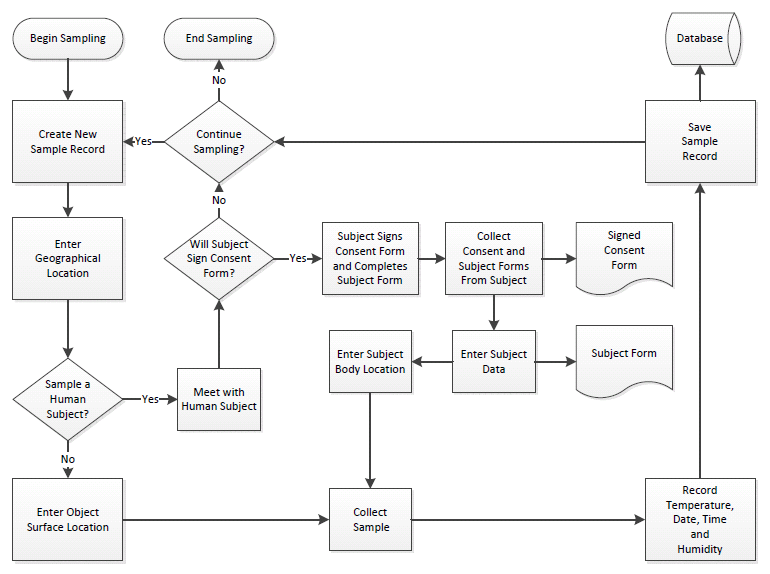 Begin Sampling
End Sampling
Database
No
Create New
Sample Record
Yes
Continue
Sampling?
Save
Sample
Record
No
Enter
Geographical
Location
Will Subject
Sign Consent
Form?
Yes
Subject Signs
Consent Form
and Completes
Subject Form
Collect
Consent and
Subject Forms
From Subject
Signed
Consent
Form
Enter Subject
Body Location
Enter Subject
Data
Subject Form
Sample a
Human
Subject?
Yes
Meet with
Human Subject
No
Enter Object
Surface Location
Collect
Sample
Record
Temperature,
Date, Time
and
Humidity